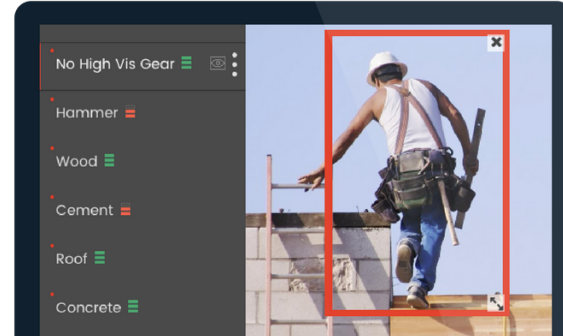 No High Vis Gear
Hammer
Wood
Cement
Roof
Concrete